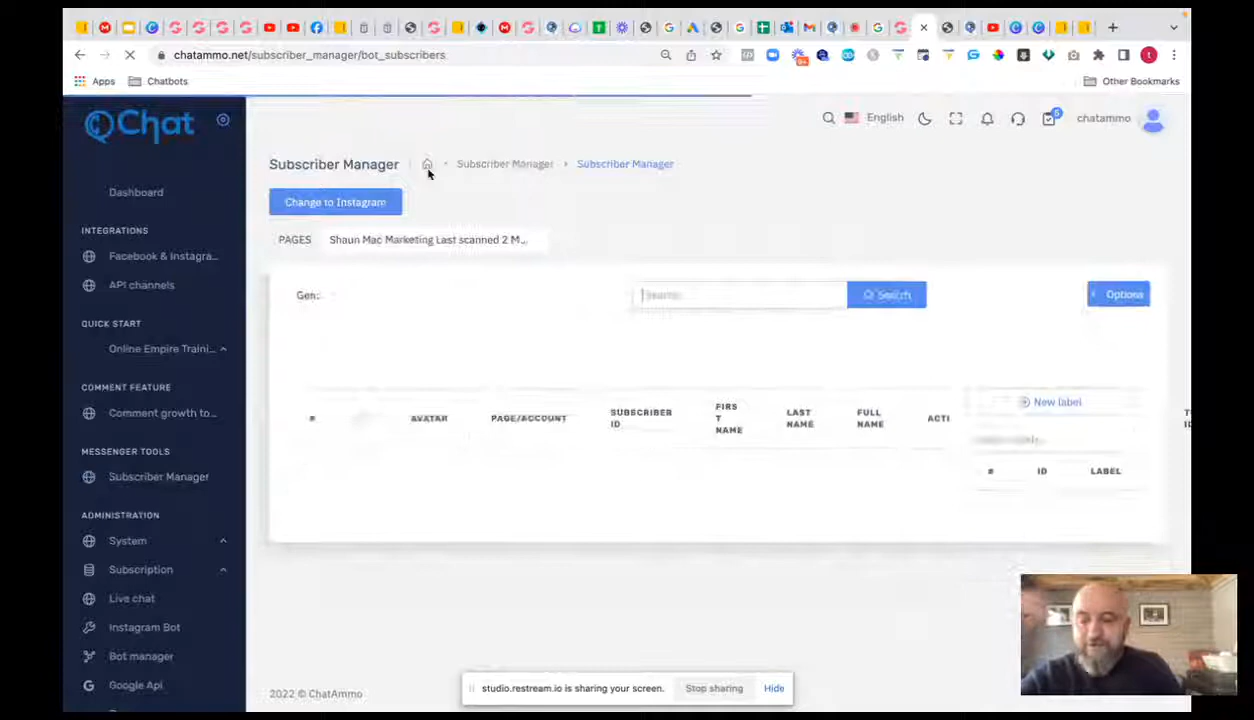 chatammo.net/subscriber_manager/bot_subscribers
Apps
Chatbots
Other Bookmarks
Chat
English
5
chatammo
Dashboard
INTEGRATIONS
Facebook & Instagra...
API channels
QUICK START
Online Empire Traini...
COMMENT FEATURE
Comment growth to...
MESSENGER TOOLS
Subscriber Manager
ADMINISTRATION
System
Subscription
Live chat
Instagram Bot
Bot manager
Google Api
Subscriber Manager
Subscriber Manager
Subscriber Manager
Change to Instagram
PAGES
Shaun Mac Marketing Last scanned 2 M...
Search...
Search
Options
#
AVATAR
PAGE/ACCOUNT
SUBSCRIBER
ID
FIRS
T
NAME
LAST
NAME
FULL
NAME
ACTI
New label
#
ID
LABEL
2022 © ChatAmmo
studio.restream.io is sharing your screen.
Stop sharing
Hide